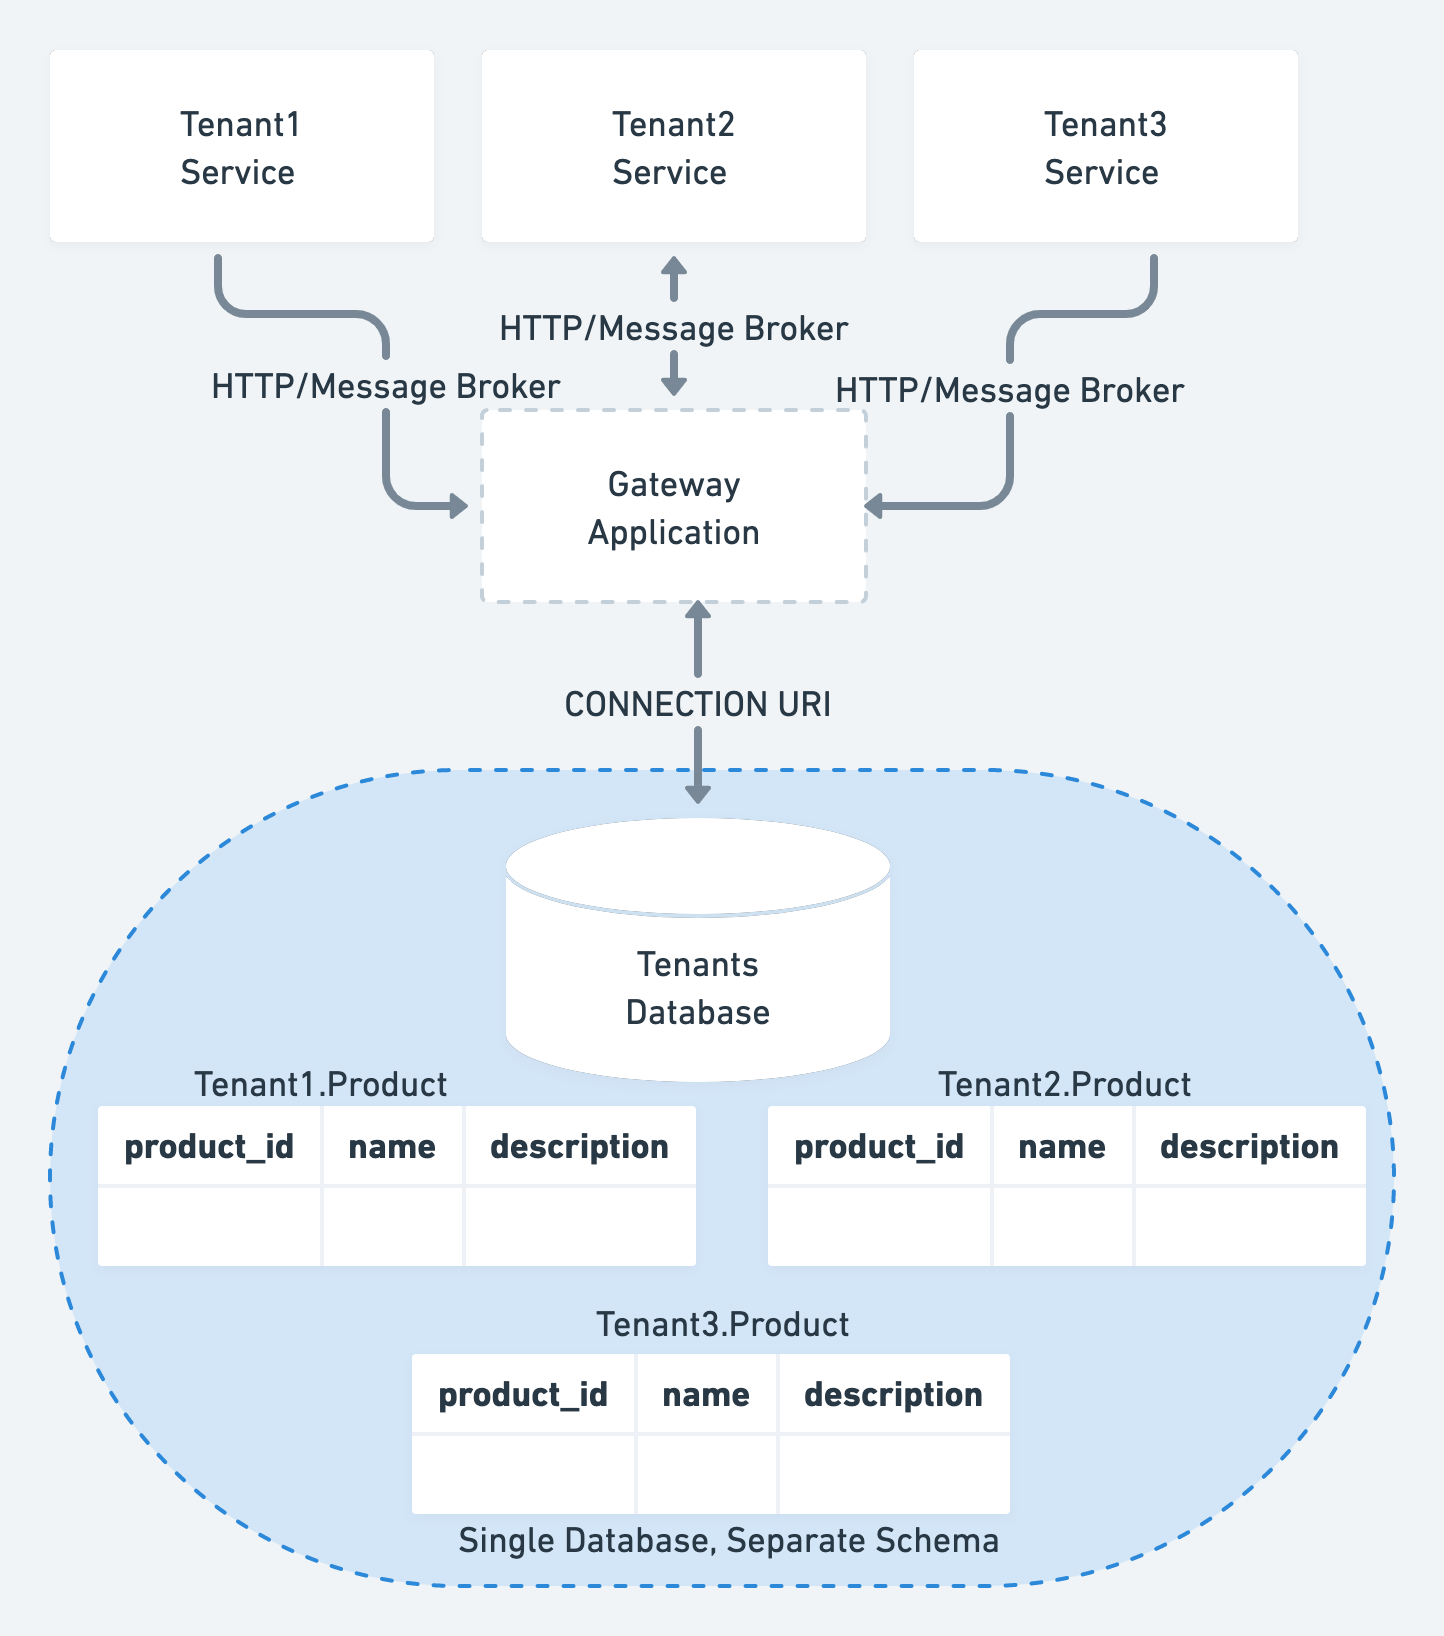 Tenant1
Service
Tenant2
Service
Tenant3
Service
HTTP/Message Broker
HTTP/Message Broker
HTTP/Message Broker
Gateway
Application
CONNECTION URI
Tenants
Database
Tenant1.Product
product_id name description
Tenant2.Product
product_id name description
Tenant3.Product
product_id name description
Single Database, Separate Schema